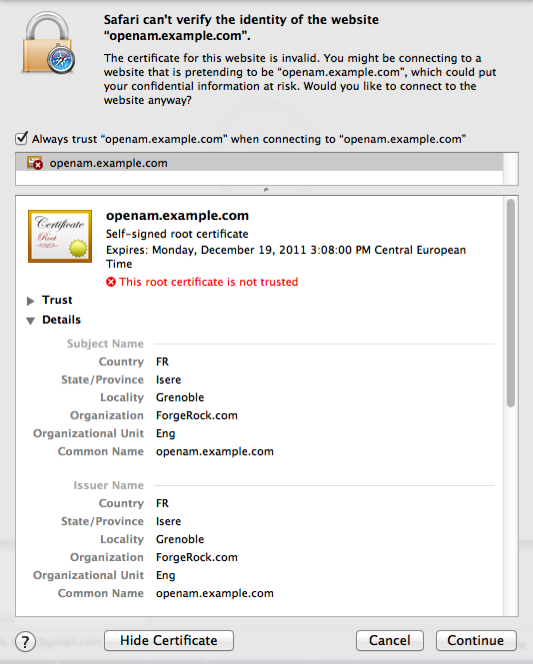 Safari can't verify the identity of the website
"openam.example.com".
The certificate for this website is invalid. You might be connecting to a
website that is pretending to be "openam.example.com", which could put
your confidential information at risk. Would you like to connect to the
website anyway?
Always trust "openam.example.com" when connecting to "openam.example.com"
openam.example.com
Certificate
Root
openam.example.com
Self-signed root certificate
Expires: Monday, December 19, 2011 3:08:00 PM Central European
Time
This root certificate is not trusted
Trust
Details
Subject Name
Country FR
State/Province Isere
Locality Grenoble
Organization ForgeRock.com
Organizational Unit Eng
Common Name openam.example.com
Issuer Name
Country FR
State/Province Isere
Locality Grenoble
Organization ForgeRock.com
Organizational Unit Eng
Common Name openam.example.com
? Hide Certificate Cancel Continue